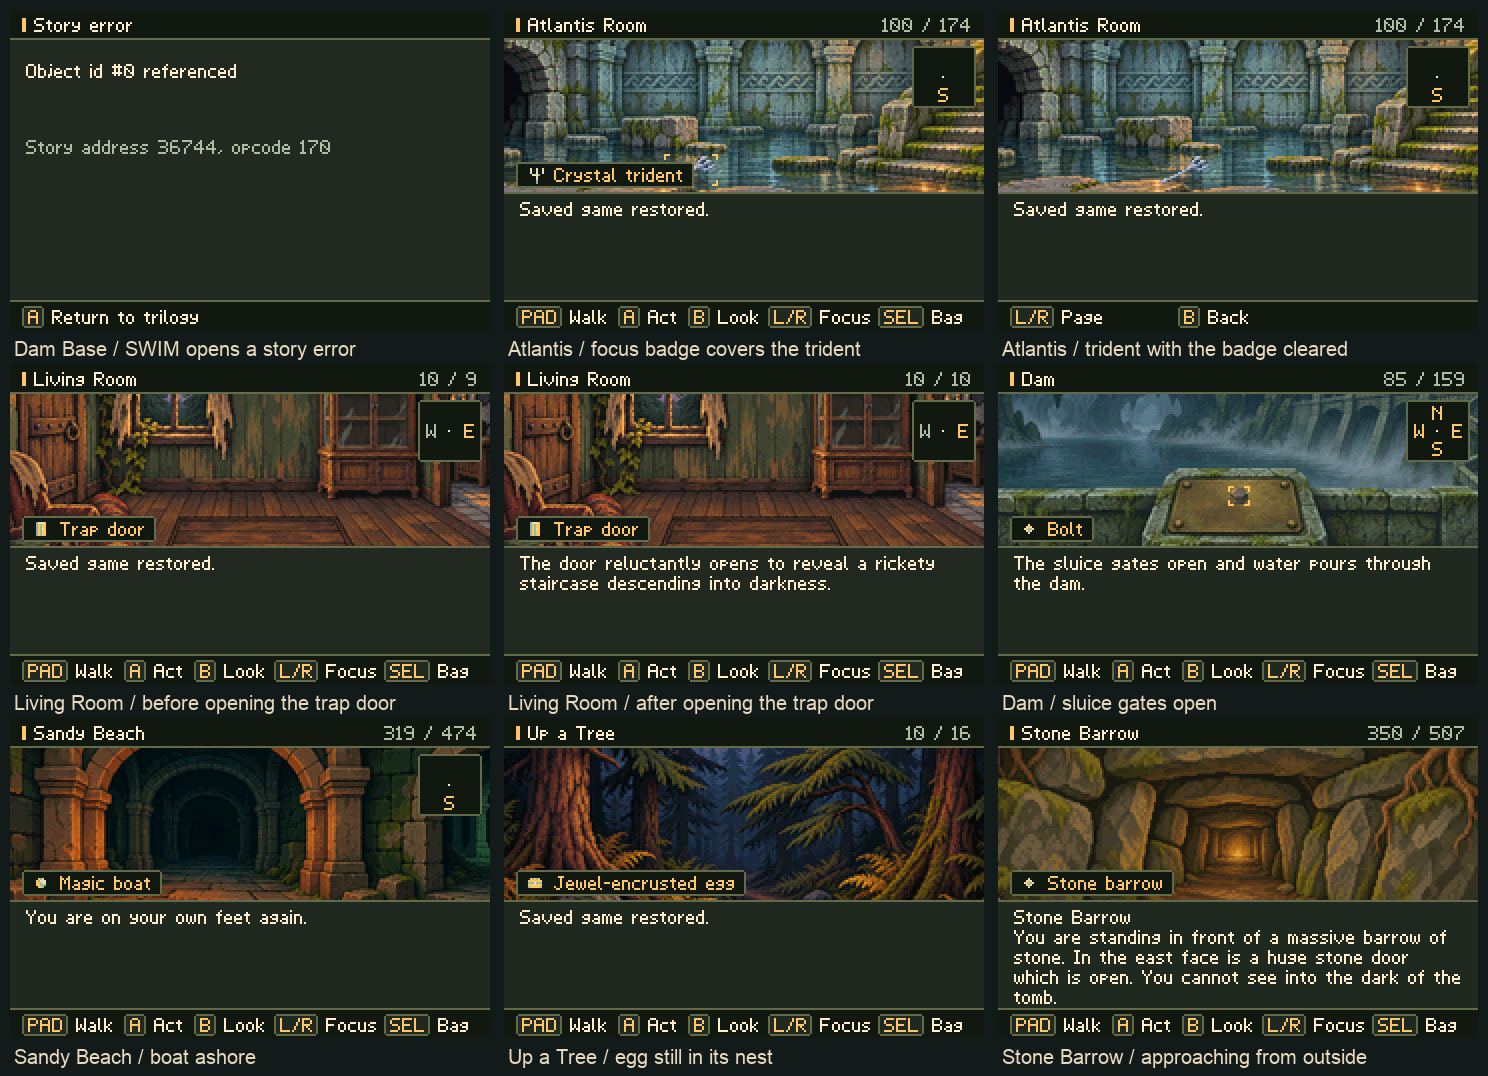 Story error
Object id #0 referenced
Story address 36744, opcode 170
A Return to trilogy
Dam Base / SWIM opens a story error
Atlantis Room 100 / 174
S
Crystal trident
Saved game restored.
PAD Walk A Act B Look L/R Focus SEL Bag
Atlantis / focus badge covers the trident
Atlantis Room 100 / 174
S
Saved game restored.
L/R Page B Back
Atlantis / trident with the badge cleared
Living Room 10 / 9
W · E
Trap door
Saved game restored.
PAD Walk A Act B Look L/R Focus SEL Bag
Living Room / before opening the trap door
Living Room 10 / 10
W · E
Trap door
The door reluctantly opens to reveal a rickety
staircase descending into darkness.
PAD Walk A Act B Look L/R Focus SEL Bag
Living Room / after opening the trap door
Dam 85 / 159
N
W · E
S
Bolt
The sluice gates open and water pours through
the dam.
PAD Walk A Act B Look L/R Focus SEL Bag
Dam / sluice gates open
Sandy Beach 319 / 474
S
Magic boat
You are on your own feet again.
PAD Walk A Act B Look L/R Focus SEL Bag
Sandy Beach / boat ashore
Up a Tree 10 / 16
Jewel-encrusted egg
Saved game restored.
PAD Walk A Act B Look L/R Focus SEL Bag
Up a Tree / egg still in its nest
Stone Barrow 350 / 507
Stone barrow
Stone Barrow
You are standing in front of a massive barrow of
stone. In the east face is a huge stone door
which is open. You cannot see into the dark of the
tomb.
PAD Walk A Act B Look L/R Focus SEL Bag
Stone Barrow / approaching from outside